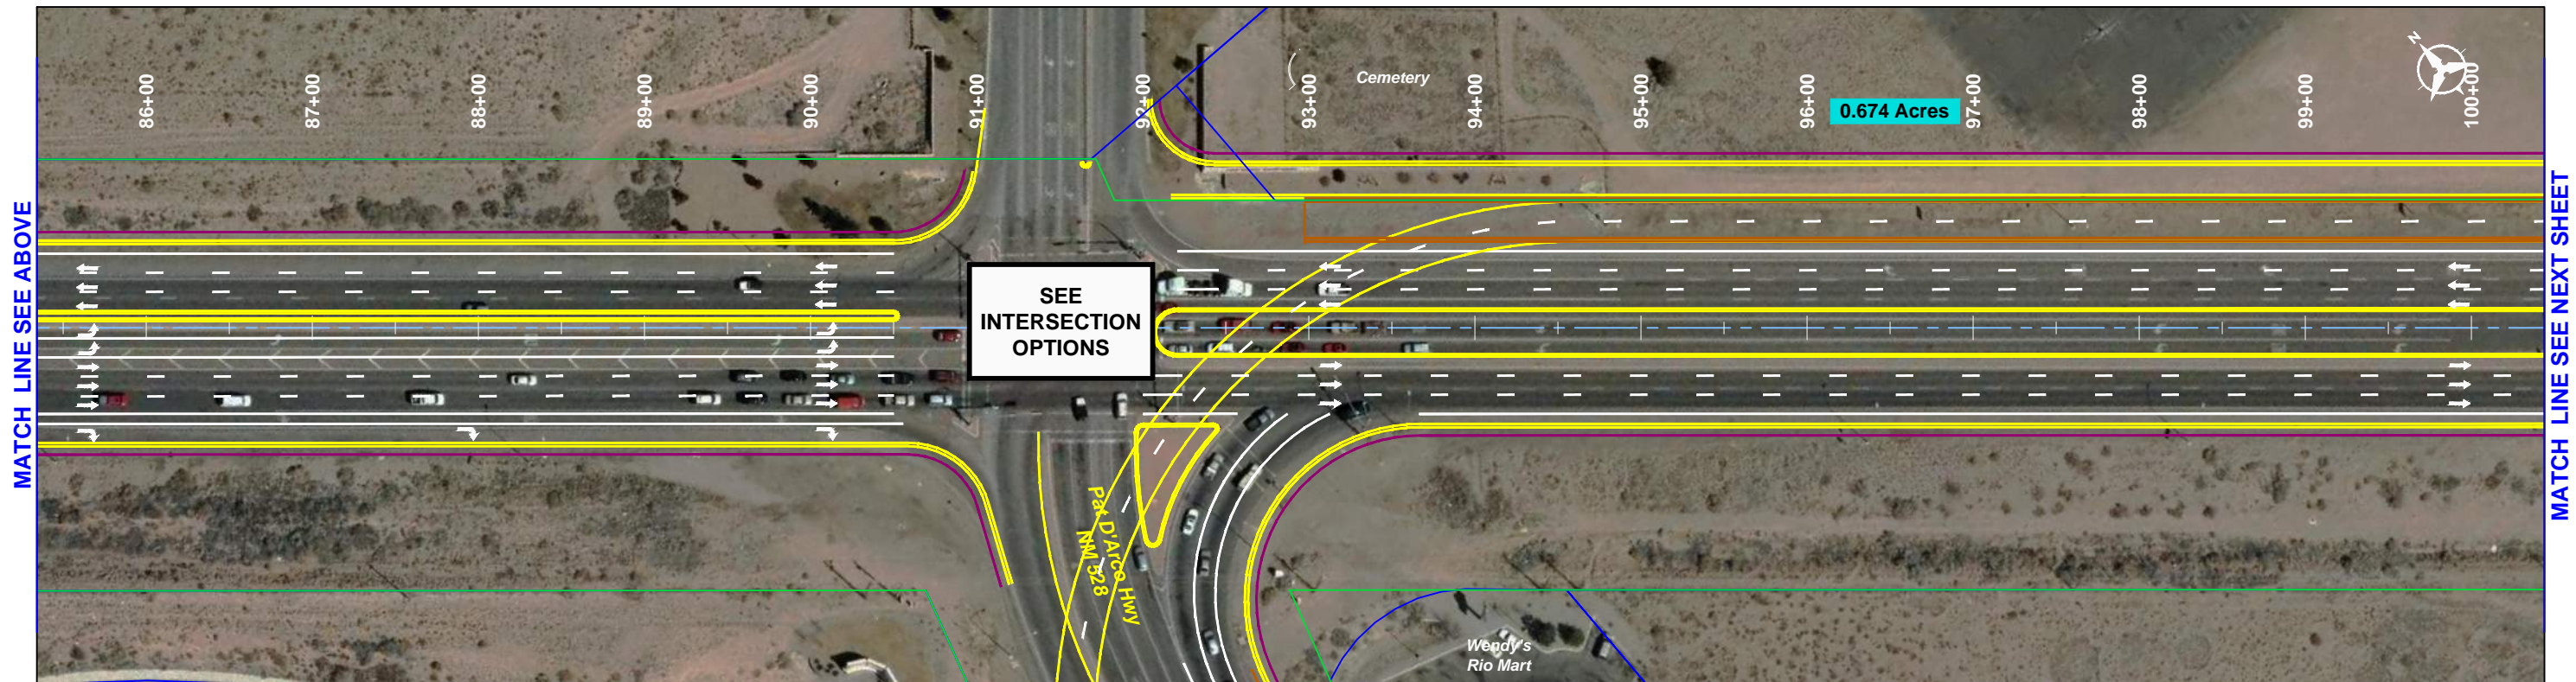 MATCH LINE SEE ABOVE
86+00
87+00
88+00
89+00
90+00
91+00
92+00
93+00
94+00
95+00
96+00
97+00
98+00
99+00
100+00
Cemetery
0.674 Acres
N
SEE
INTERSECTION
OPTIONS
Pat D'Arco Hwy
NM 528
Wendy's
Rio Mart
MATCH LINE SEE NEXT SHEET